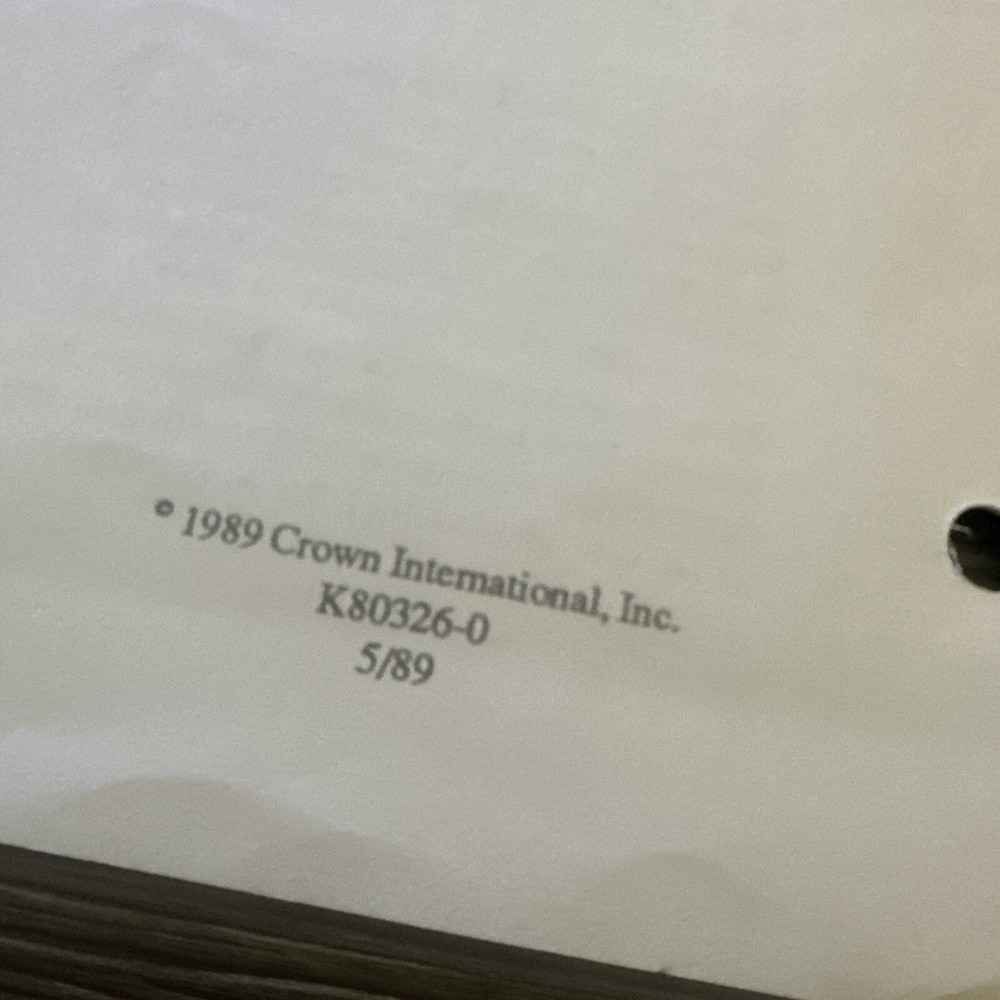 © 1989 Crown International, Inc.
K80326-0
5/89